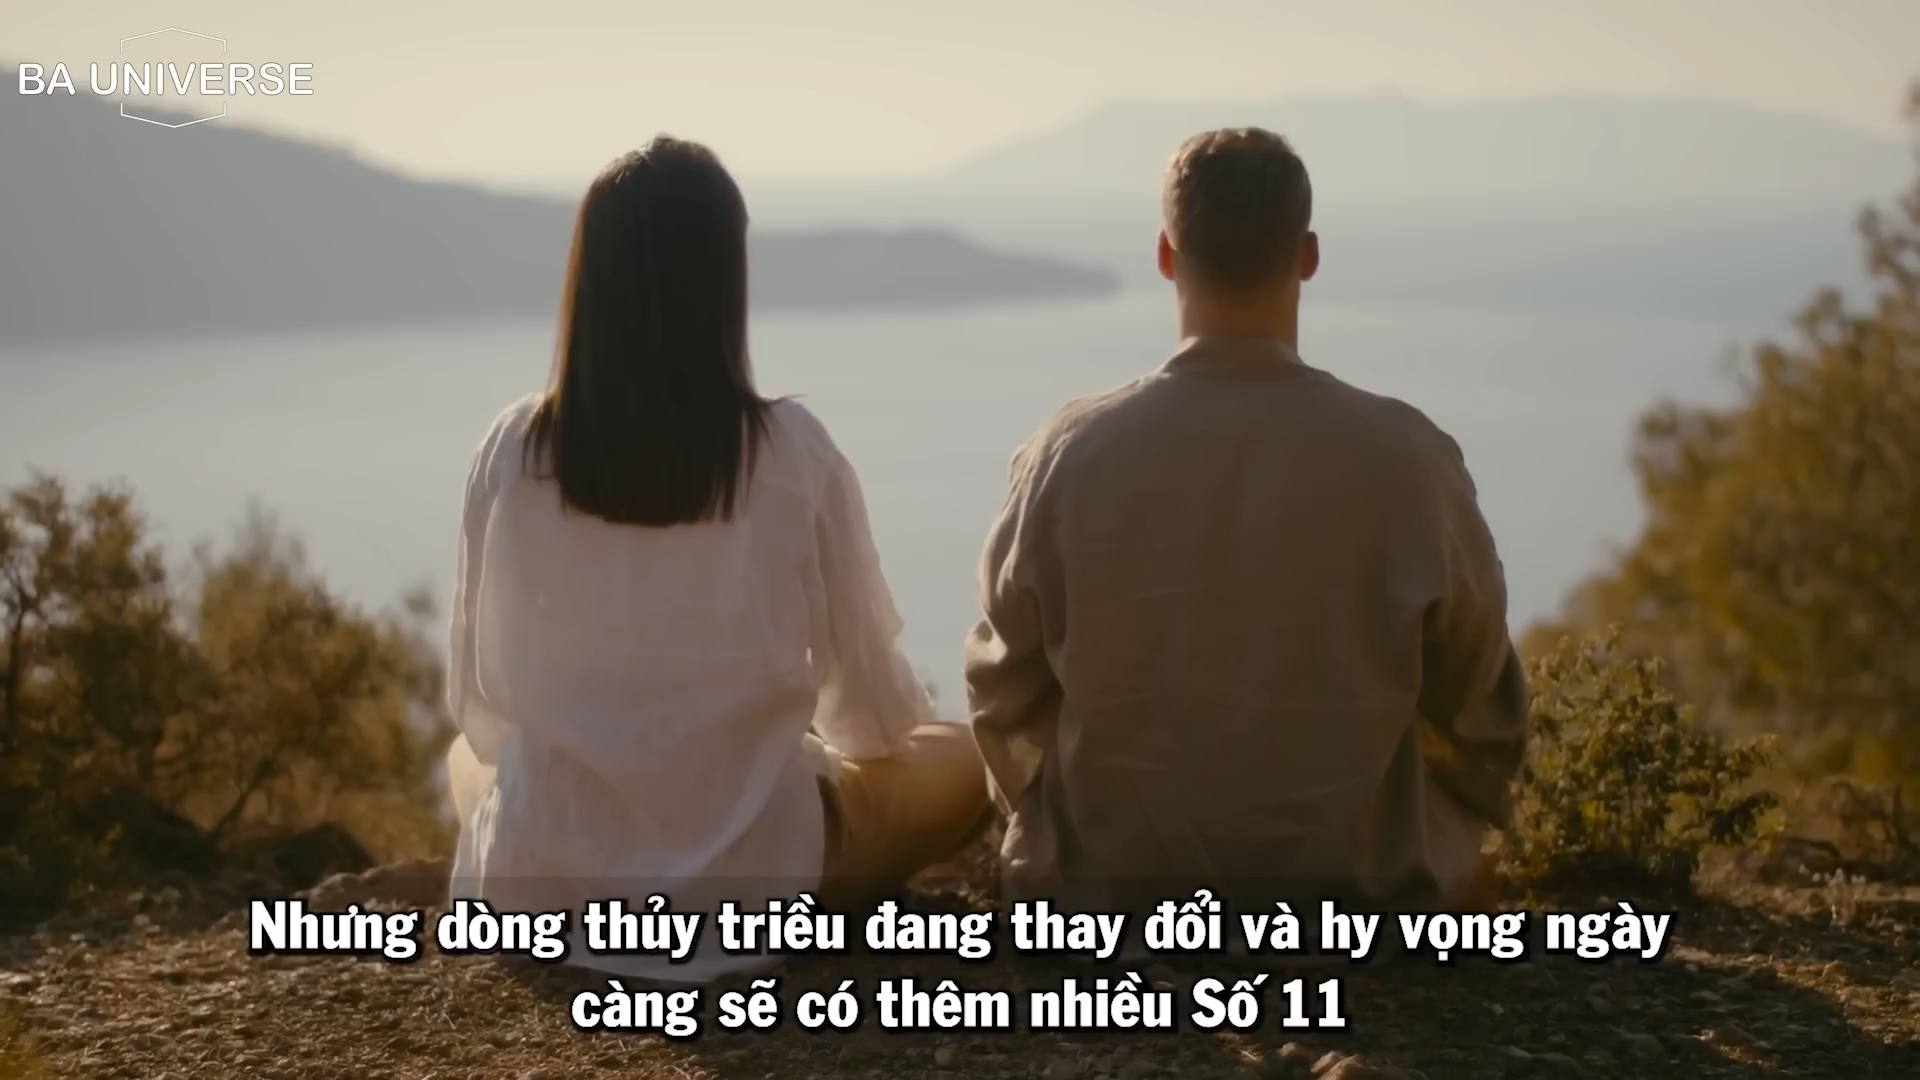 BA UNIVERSE
Nhưng dòng thủy triều đang thay đổi và hy vọng ngày
càng sẽ có thêm nhiều Số 11